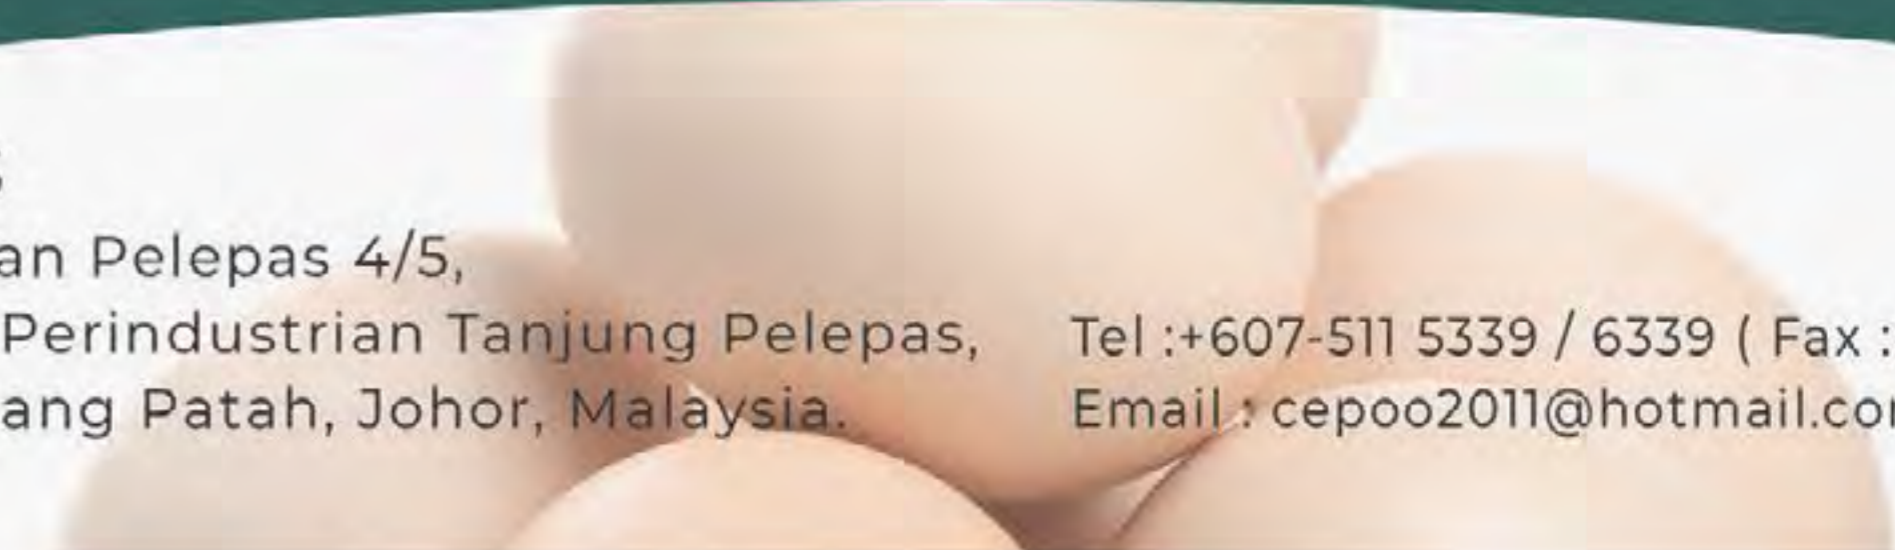 an Pelepas 4/5,
Perindustrian Tanjung Pelepas,
ang Patah, Johor, Malaysia.
Tel :+607-511 5339 / 6339 ( Fax :
Email : cepoo2011@hotmail.co